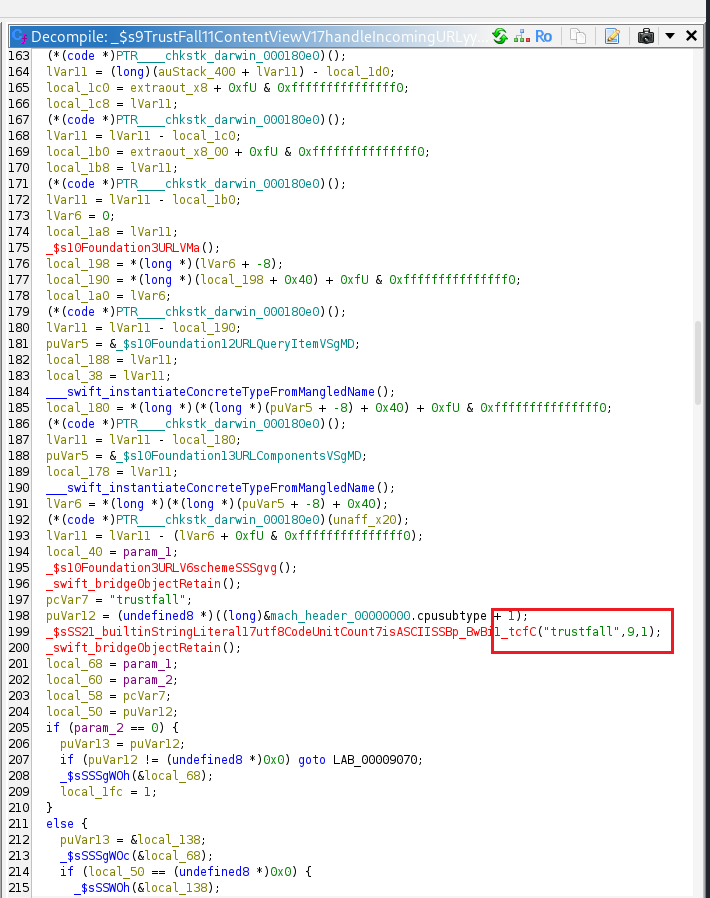 Decompile: _$s9TrustFall11ContentViewV17handleIncomingURLyy...
Ro
163 (*(code *)PTR____chkstk_darwin_000180e0)();
164 lVar11 = (long)(auStack_400 + lVar11) - local_1d0;
165 local_1c0 = extraout_x8 + 0xfU & 0xfffffffffffffff0;
166 local_1c8 = lVar11;
167 (*(code *)PTR____chkstk_darwin_000180e0)();
168 lVar11 = lVar11 - local_1c0;
169 local_1b0 = extraout_x8_00 + 0xfU & 0xfffffffffffffff0;
170 local_1b8 = lVar11;
171 (*(code *)PTR____chkstk_darwin_000180e0)();
172 lVar11 = lVar11 - local_1b0;
173 lVar6 = 0;
174 local_1a8 = lVar11;
175 _$s10Foundation3URLVMa();
176 local_198 = *(long *)(lVar6 + -8);
177 local_190 = *(long *)(local_198 + 0x40) + 0xfU & 0xfffffffffffffff0;
178 local_1a0 = lVar6;
179 (*(code *)PTR____chkstk_darwin_000180e0)();
180 lVar11 = lVar11 - local_190;
181 puVar5 = &_$s10Foundation12URLQueryItemVSgMD;
182 local_188 = lVar11;
183 local_38 = lVar11;
184 ___swift_instantiateConcreteTypeFromMangledName();
185 local_180 = *(long *)(*(long *)(puVar5 + -8) + 0x40) + 0xfU & 0xfffffffffffffff0;
186 (*(code *)PTR____chkstk_darwin_000180e0)();
187 lVar11 = lVar11 - local_180;
188 puVar5 = &_$s10Foundation13URLComponentsVSgMD;
189 local_178 = lVar11;
190 ___swift_instantiateConcreteTypeFromMangledName();
191 lVar6 = *(long *)(*(long *)(puVar5 + -8) + 0x40);
192 (*(code *)PTR____chkstk_darwin_000180e0)(unaff_x20);
193 lVar11 = lVar11 - (lVar6 + 0xfU & 0xfffffffffffffff0);
194 local_40 = param_1;
195 _$s10Foundation3URLV6schemeSSSgvg();
196 _swift_bridgeObjectRetain();
197 pcVar7 = "trustfall";
198 puVar12 = (undefined8 *)((long)&mach_header_00000000.cpusubtype + 1);
199 _$sSS21_builtinStringLiteral17utf8CodeUnitCount7isASCIISSBp_BwBi1_tcfC("trustfall",9,1);
200 _swift_bridgeObjectRetain();
201 local_68 = param_1;
202 local_60 = param_2;
203 local_58 = pcVar7;
204 local_50 = puVar12;
205 if (param_2 == 0) {
206 puVar13 = puVar12;
207 if (puVar12 != (undefined8 *)0x0) goto LAB_00009070;
208 _$sSSSgWOh(&local_68);
209 local_1fc = 1;
210 }
211 else {
212 puVar13 = &local_138;
213 _$sSSSgWOc(&local_68);
214 if (local_50 == (undefined8 *)0x0) {
215 _$sSSWOh(&local_138);